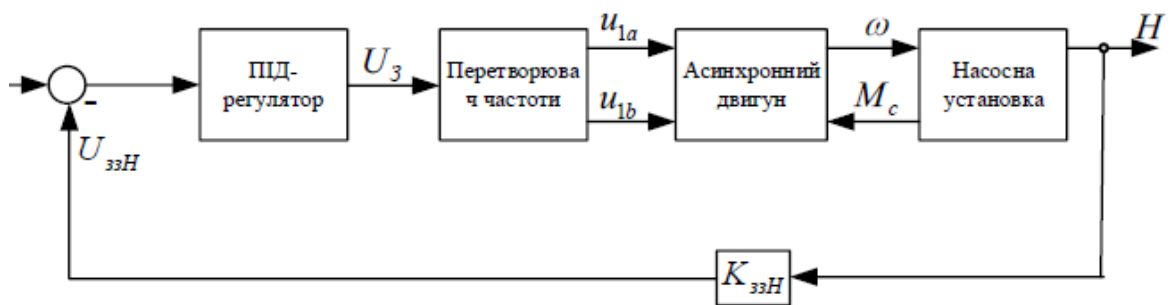 ПІД-
регулятор
U_З
Перетворюва
ч частоти
u_1a
u_1b
Асинхронний
двигун
ω
M_c
Насосна
установка
H
-
U_ззН
K_ззН